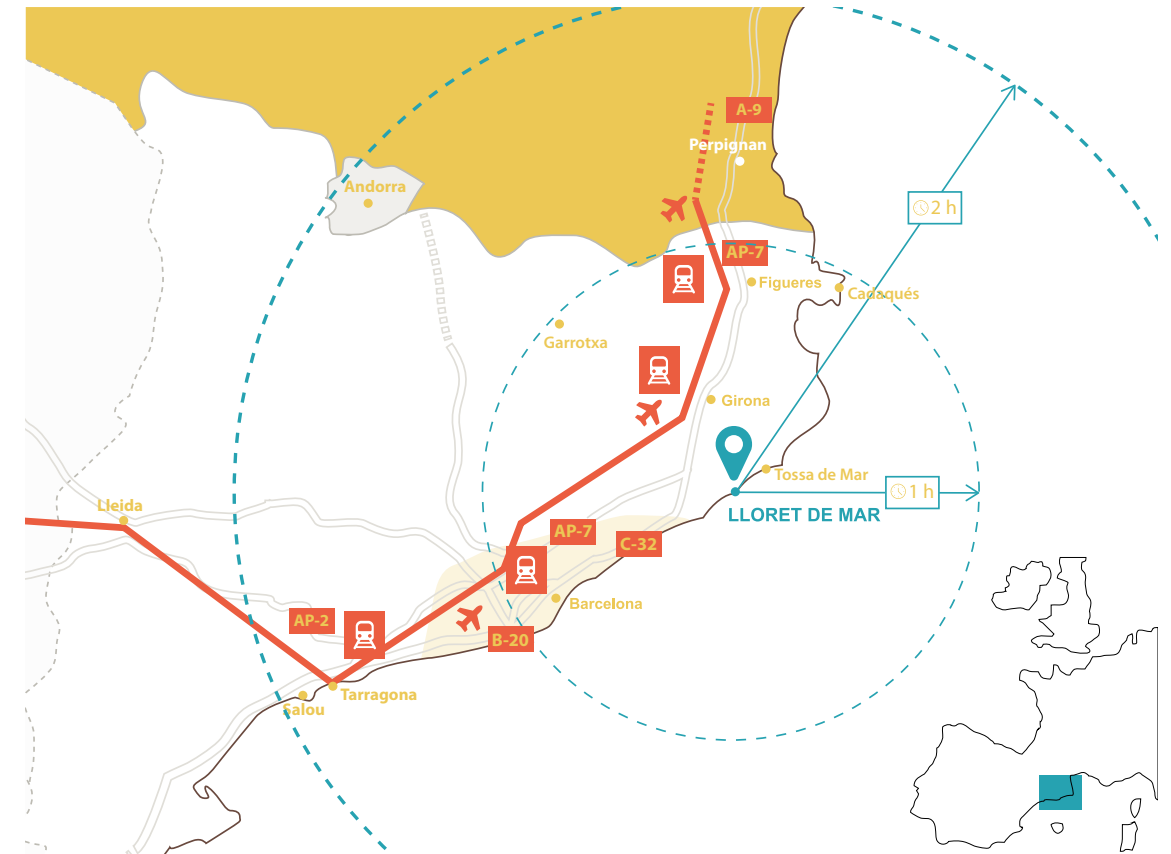 A-9
Perpignan
Andorra
2 h
AP-7
Figueres
Cadaqués
Garrotxa
Girona
Tossa de Mar
1 h
Lleida
LLORET DE MAR
AP-7
C-32
Barcelona
AP-2
B-20
Tarragona
Salou